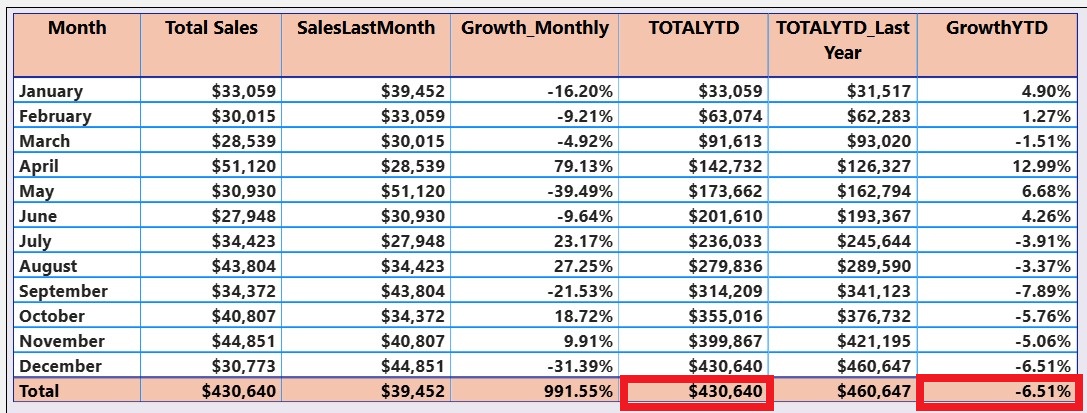 Month Total Sales SalesLastMonth Growth_Monthly TOTALYTD TOTALYTD_Last Year GrowthYTD
January $33,059 $39,452 -16.20% $33,059 $31,517 4.90%
February $30,015 $33,059 -9.21% $63,074 $62,283 1.27%
March $28,539 $30,015 -4.92% $91,613 $93,020 -1.51%
April $51,120 $28,539 79.13% $142,732 $126,327 12.99%
May $30,930 $51,120 -39.49% $173,662 $162,794 6.68%
June $27,948 $30,930 -9.64% $201,610 $193,367 4.26%
July $34,423 $27,948 23.17% $236,033 $245,644 -3.91%
August $43,804 $34,423 27.25% $279,836 $289,590 -3.37%
September $34,372 $43,804 -21.53% $314,209 $341,123 -7.89%
October $40,807 $34,372 18.72% $355,016 $376,732 -5.76%
November $44,851 $40,807 9.91% $399,867 $421,195 -5.06%
December $30,773 $44,851 -31.39% $430,640 $460,647 -6.51%
Total $430,640 $39,452 991.55% $430,640 $460,647 -6.51%